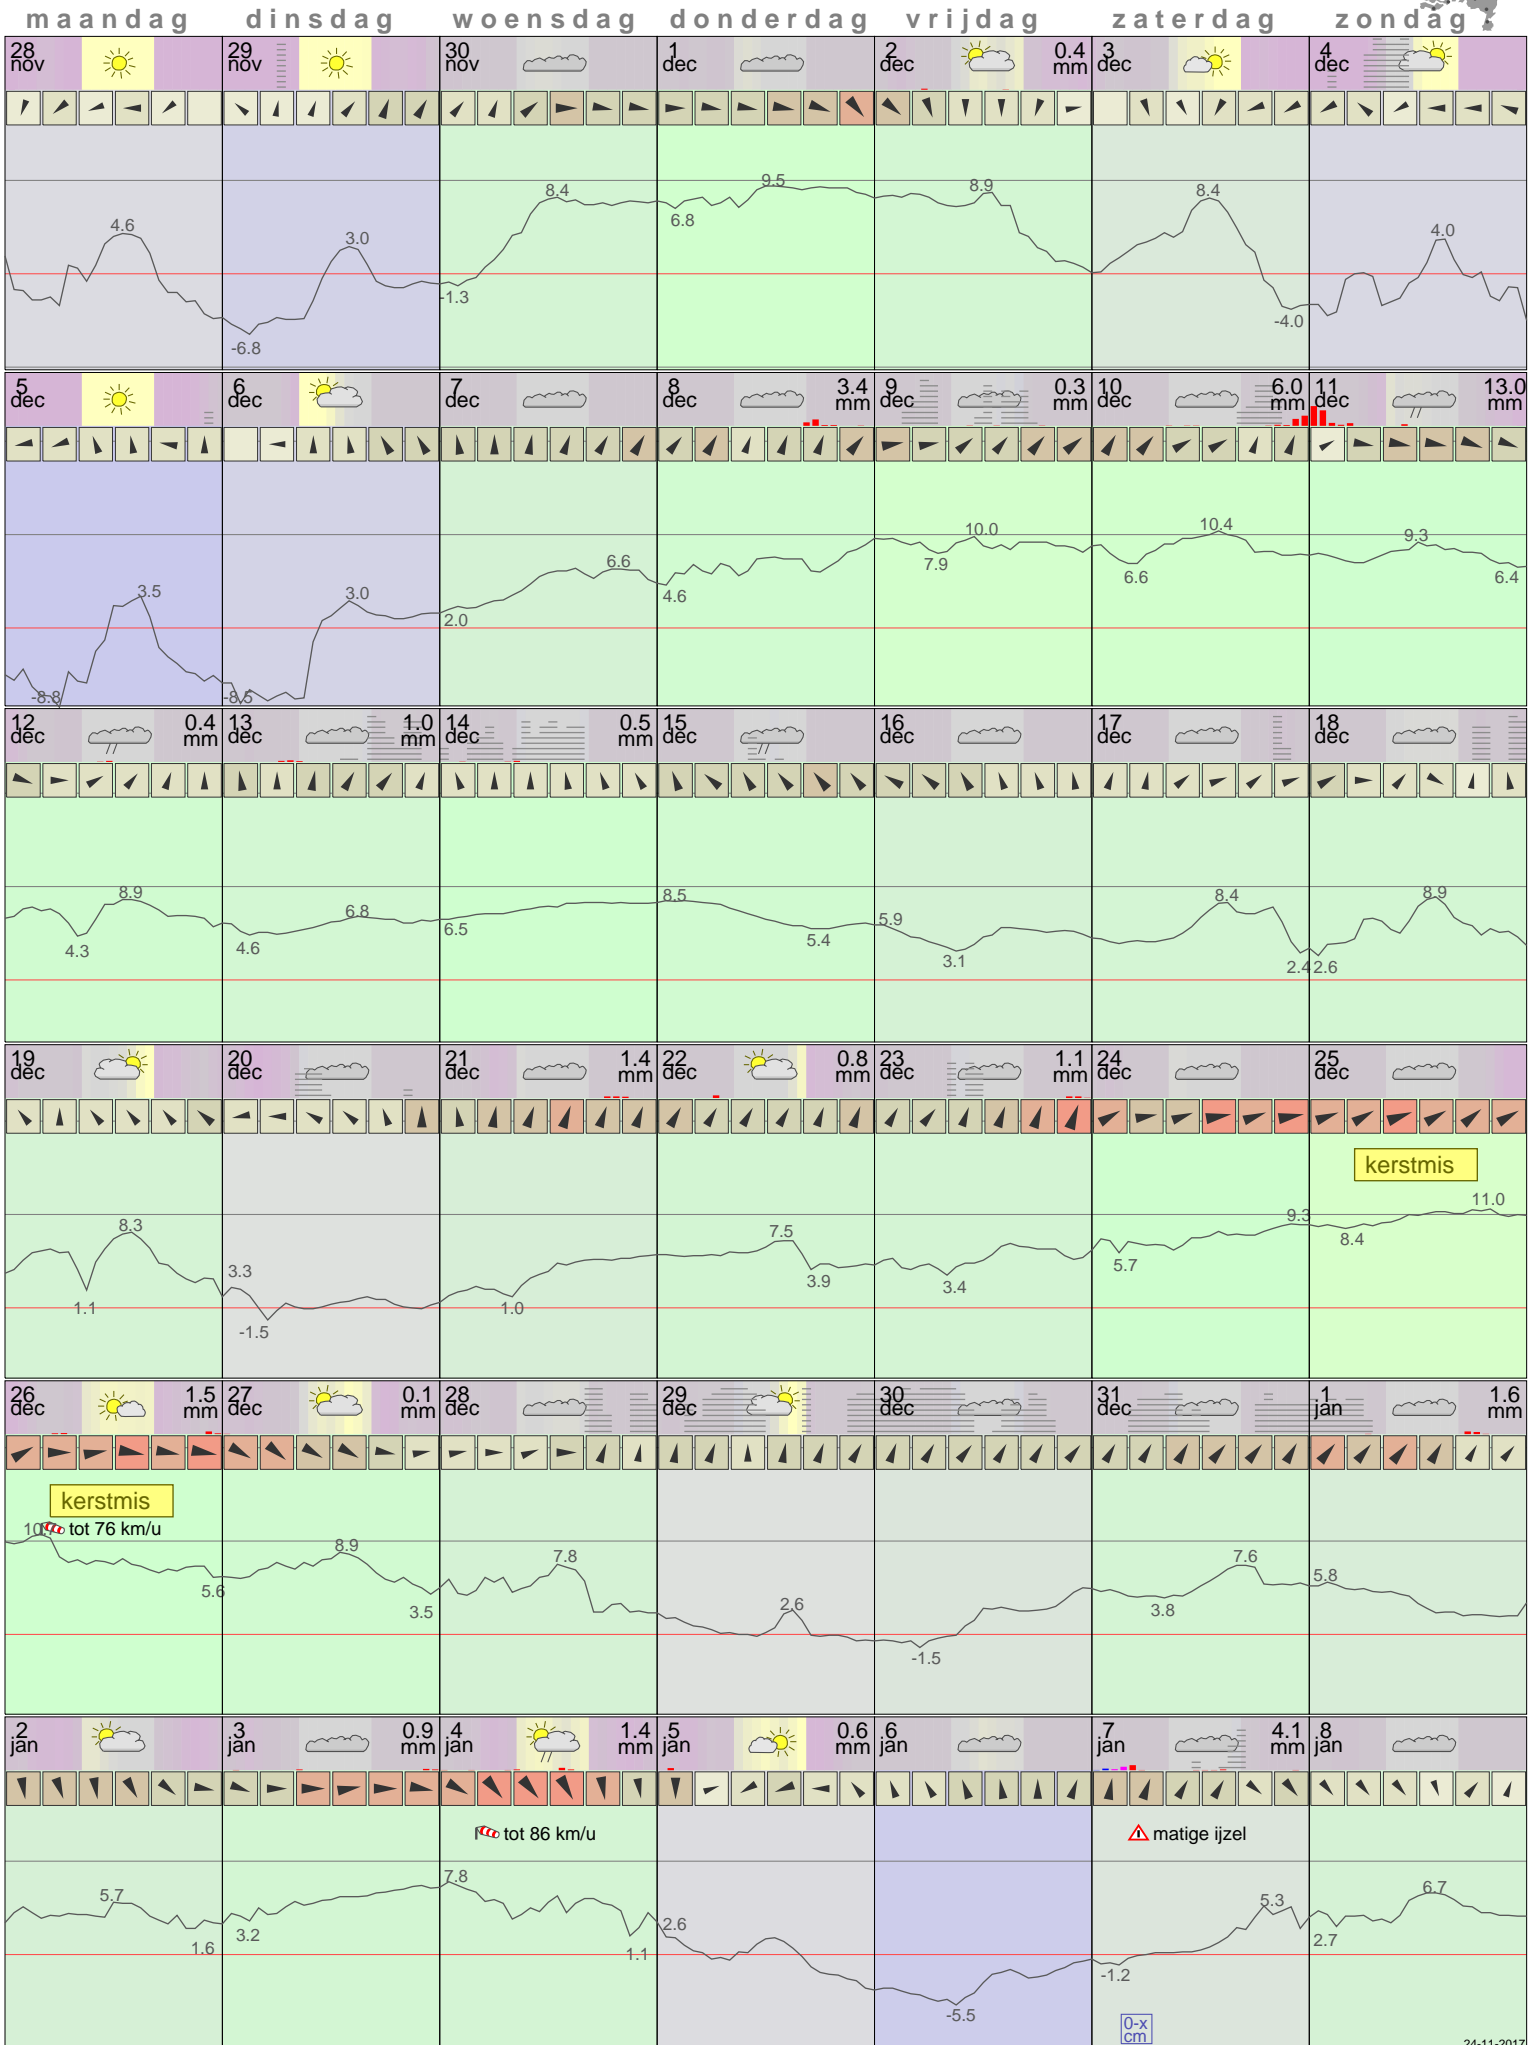 maandag dinsdag woensdag donderdag vrijdag zaterdag zondag
28 nov
29 nov
30 nov
1 dec
2 dec 0.4 mm
3 dec
4 dec
4.6
-6.8 3.0
-1.3 8.4
6.8 9.5
8.9
8.4 -4.0
4.0
5 dec
6 dec
7 dec
8 dec 3.4 mm
9 dec 0.3 mm
10 dec 6.0 mm
11 dec 13.0
-8.8 3.5
-8.5 3.0
2.0 6.6
4.6
7.9 10.0
6.6 10.4
9.3 6.4
12 dec 0.4 mm
13 dec 1.0 mm
14 dec 0.5 mm
15 dec
16 dec
17 dec
18 dec
4.3 8.9
4.6 6.8
6.5
8.5 5.4
5.9 3.1
8.4 2.4
2.6 8.9
19 dec
20 dec
21 dec 1.4 mm
22 dec 0.8 mm
23 dec 1.1 mm
24 dec
25 dec
kerstmis
1.1 8.3
3.3 -1.5
1.0
7.5 3.9
3.4
5.7 9.3
8.4 11.0
26 dec 1.5 mm
27 dec 0.1 mm
28 dec
29 dec
30 dec
31 dec
1 jan 1.6 mm
kerstmis
tot 76 km/u
5.6
8.9 3.5
7.8
2.6
-1.5
3.8 7.6
5.8
2 jan
3 jan 0.9 mm
4 jan 1.4 mm
5 jan 0.6 mm
6 jan
7 jan 4.1 mm
8 jan
tot 86 km/u
matige ijzel
5.7 1.6
3.2
7.8 1.1
2.6
-5.5
-1.2 5.3
2.7 6.7
0-x cm
24-11-2017